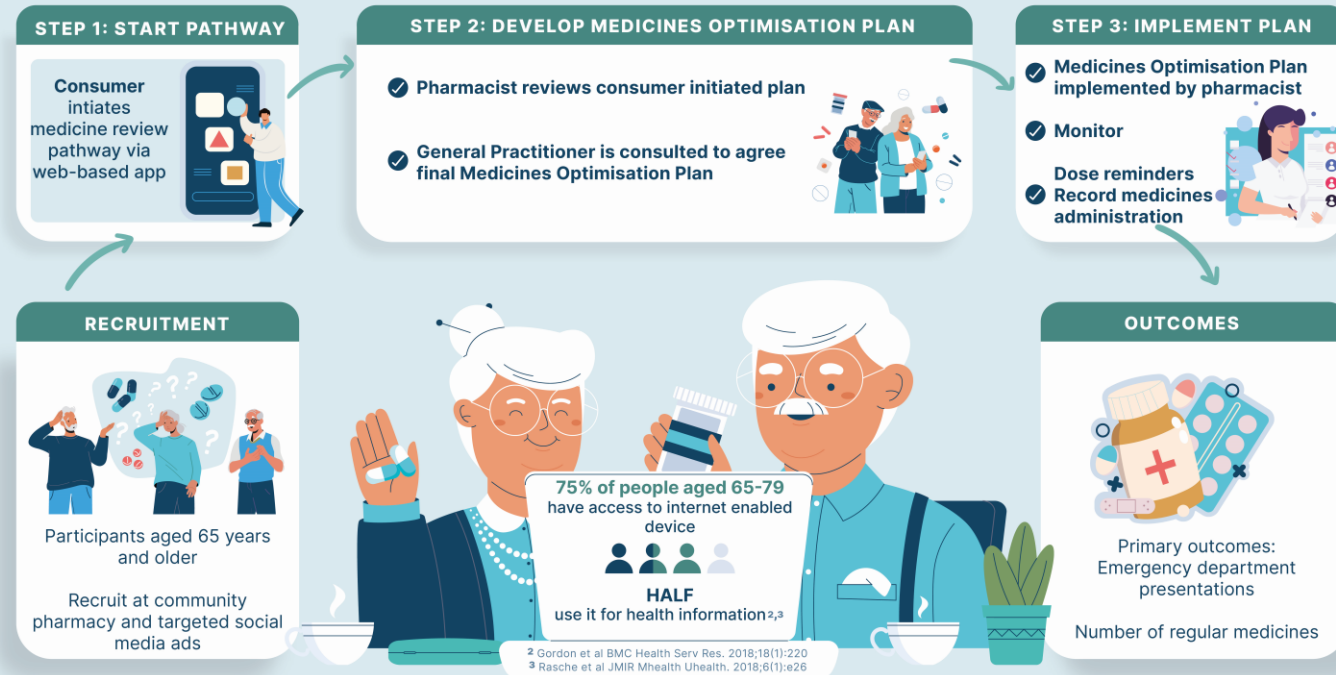 STEP 1: START PATHWAY
Consumer
intiates
medicine review
pathway via
web-based app
STEP 2: DEVELOP MEDICINES OPTIMISATION PLAN
Pharmacist reviews consumer initiated plan
General Practitioner is consulted to agree
final Medicines Optimisation Plan
STEP 3: IMPLEMENT PLAN
Medicines Optimisation Plan
implemented by pharmacist
Monitor
Dose reminders
Record medicines
administration
RECRUITMENT
Participants aged 65 years
and older
Recruit at community
pharmacy and targeted social
media ads
75% of people aged 65-79
have access to internet enabled
device
HALF
use it for health information2,3
2 Gordon et al BMC Health Serv Res. 2018;18(1):220
3 Rasche et al JMIR Mhealth Uhealth. 2018;6(1):e26
OUTCOMES
Primary outcomes:
Emergency department
presentations
Number of regular medicines